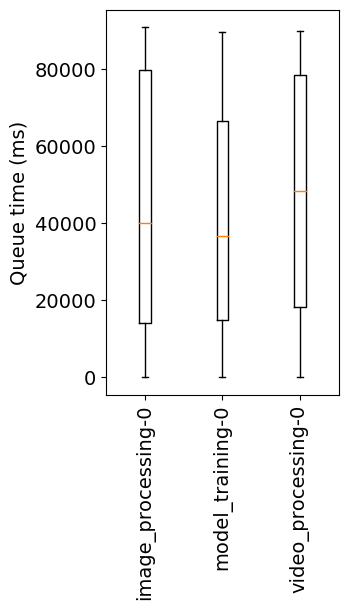 Queue time (ms)
80000
60000
40000
20000
0
image_processing-0
model_training-0
video_processing-0